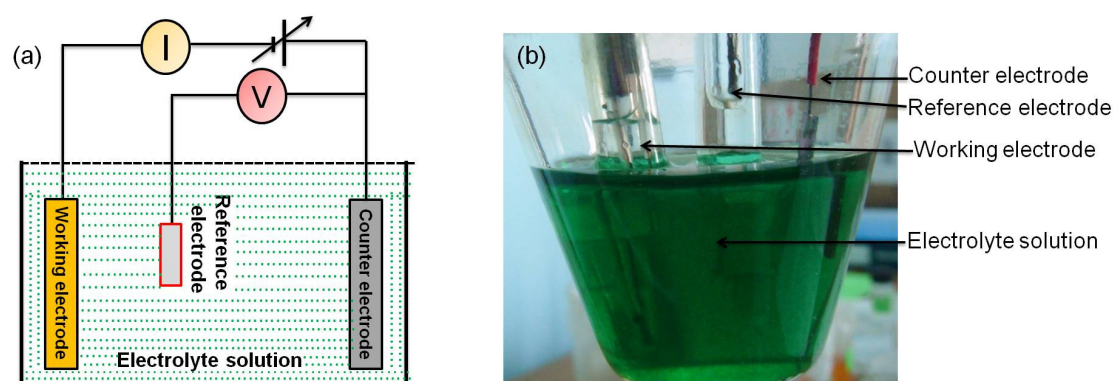 (a)
I
V
Working electrode
Reference
electrode
Counter electrode
Electrolyte solution
(b)
Counter electrode
Reference electrode
Working electrode
Electrolyte solution